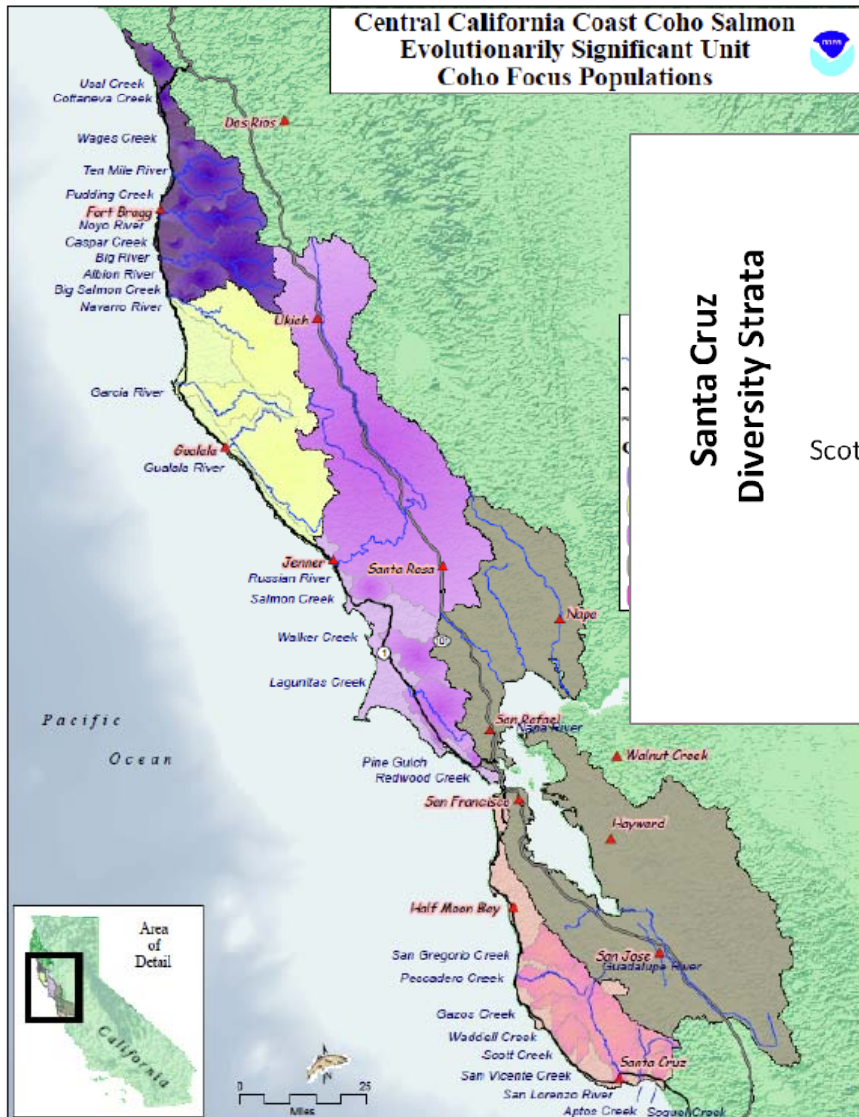 Central California Coast Coho Salmon
Evolutionarily Significant Unit
Coho Focus Populations
noaa
Usal Creek
Cottaneva Creek
Dos Rios
Wages Creek
Ten Mile River
Pudding Creek
Fort Bragg
Noyo River
Caspar Creek
Big River
Albion River
Big Salmon Creek
Navarro River
Ukiah
Garcia River
Gualala
Gualala River
Jenner
Russian River
Santa Rosa
Salmon Creek
Napa
Walker Creek
101
1
Lagunitas Creek
San Rafael
Napa River
Pacific
Ocean
Pine Gulch
Redwood Creek
Walnut Creek
San Francisco
Hayward
Half Moon Bay
San Gregorio Creek
San Jose
Guadalupe River
Pescadero Creek
Gazos Creek
Waddell Creek
Scott Creek
Santa Cruz
San Vicente Creek
San Lorenzo River
Aptos Creek
Soquel Creek
Santa Cruz
Diversity Strata
Scot
Area
of
Detail
California
N
0
25
Miles